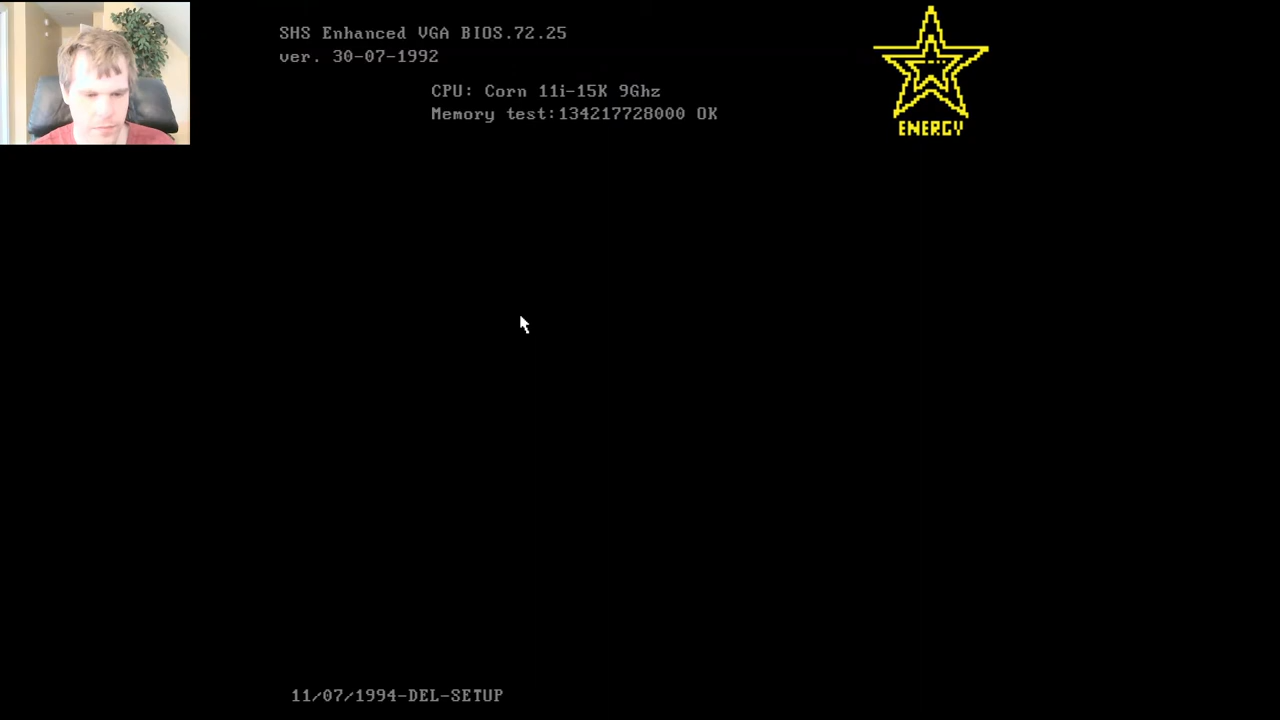 SHS Enhanced VGA BIOS.72.25
ver. 30-07-1992
CPU: Corn 11i-15K 9Ghz
Memory test:134217728000 OK
ENERGY
11/07/1994-DEL-SETUP